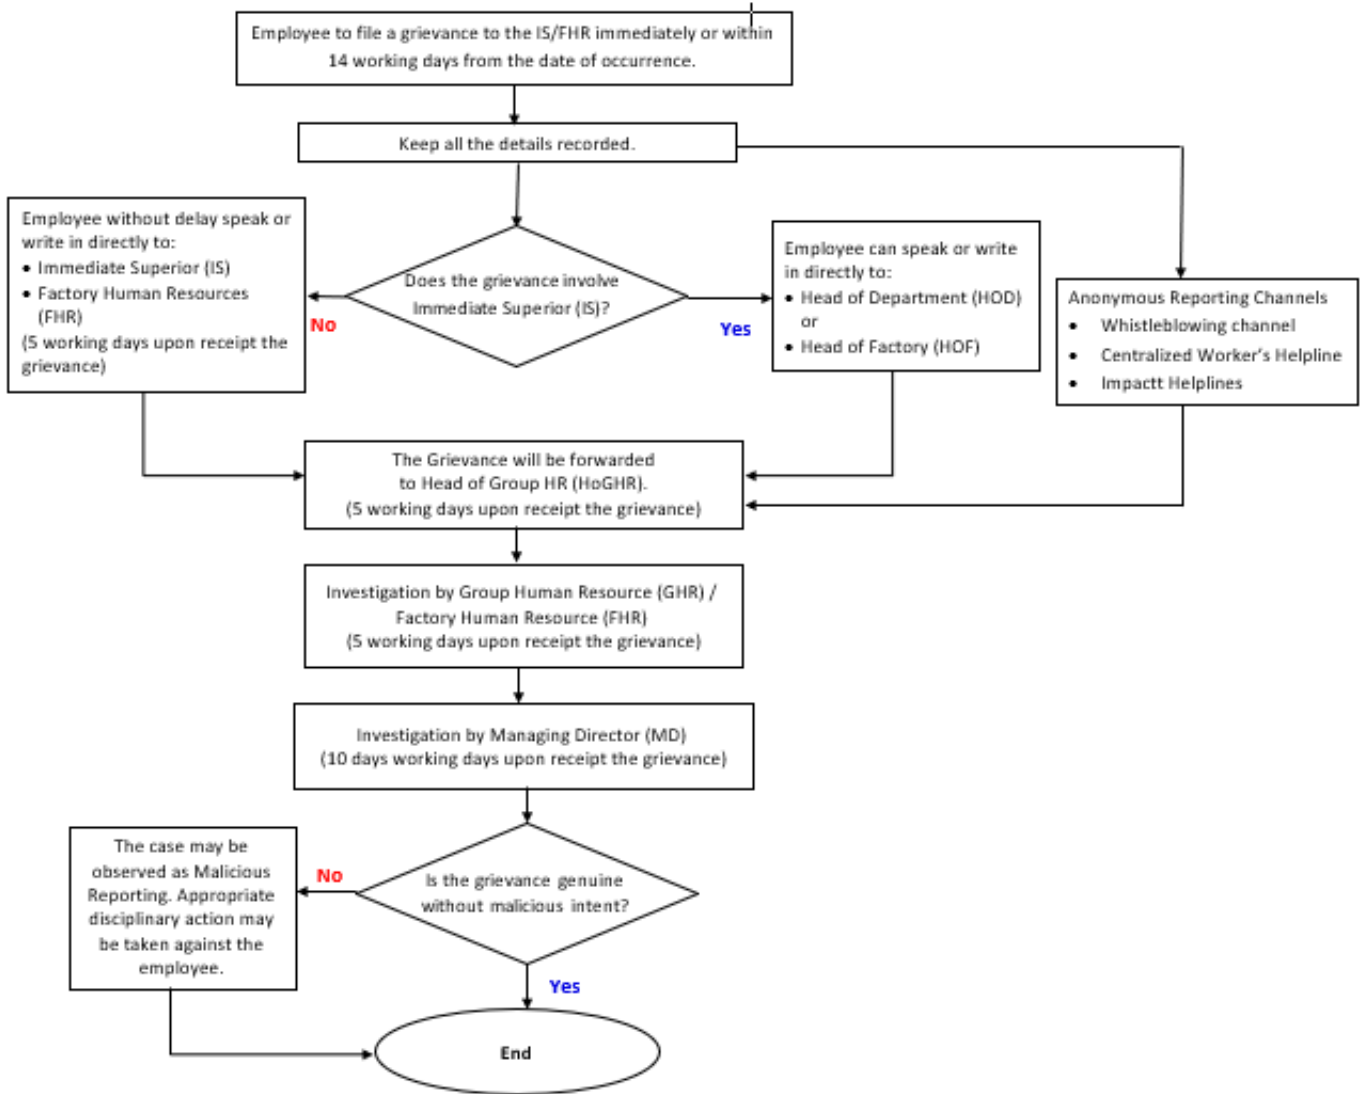 Employee to file a grievance to the IS/FHR immediately or within
14 working days from the date of occurrence.
Keep all the details recorded.
Employee without delay speak or
write in directly to:
• Immediate Superior (IS)
• Factory Human Resources
(FHR)
(5 working days upon receipt the
grievance)
Does the grievance involve
Immediate Superior (IS)?
No
Yes
Employee can speak or write
in directly to:
• Head of Department (HOD)
or
• Head of Factory (HOF)
Anonymous Reporting Channels
• Whistleblowing channel
• Centralized Worker's Helpline
• Impactt Helplines
The Grievance will be forwarded
to Head of Group HR (HoGHR).
(5 working days upon receipt the grievance)
Investigation by Group Human Resource (GHR) /
Factory Human Resource (FHR)
(5 working days upon receipt the grievance)
Investigation by Managing Director (MD)
(10 days working days upon receipt the grievance)
The case may be
observed as Malicious
Reporting. Appropriate
disciplinary action may
be taken against the
employee.
No
Is the grievance genuine
without malicious intent?
Yes
End